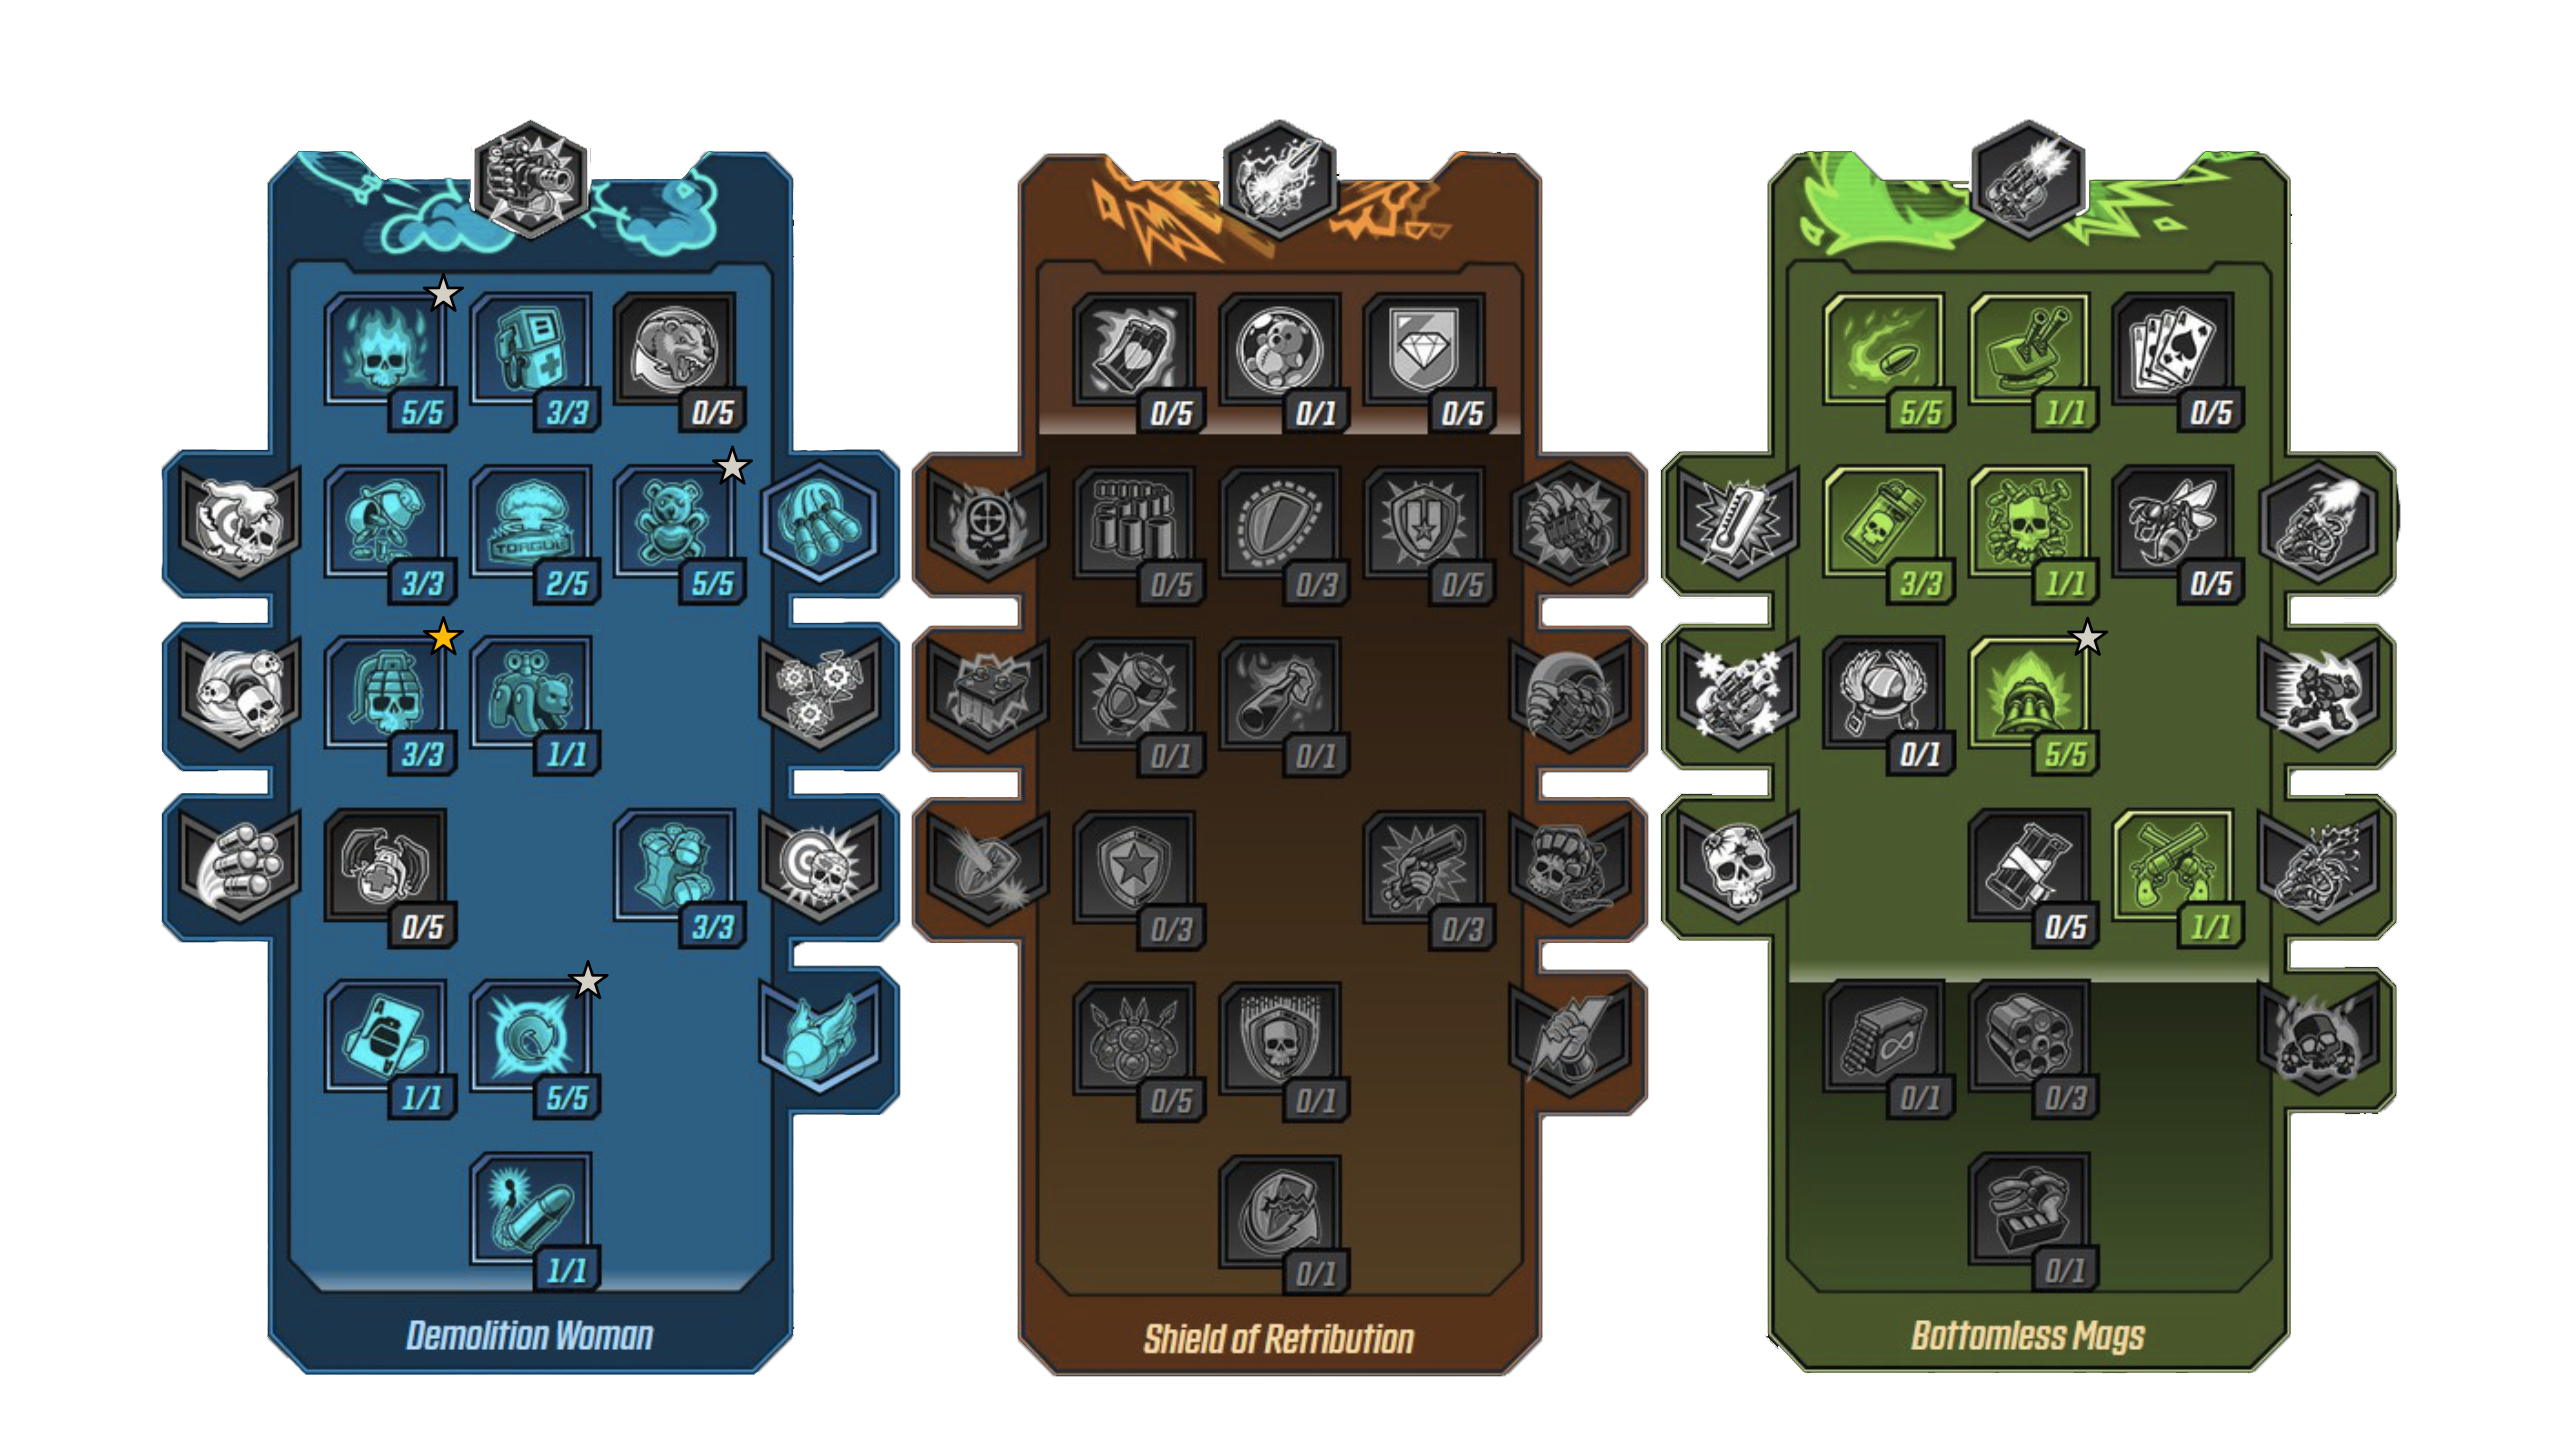 5/5 3/3 0/5
3/3 2/5 5/5
TORGUE
3/3 1/1
0/5 3/3
1/1 5/5
1/1
Demolition Woman
0/5 0/1 0/5
0/5 0/3 0/5
0/1 0/1
0/3 0/3
0/5 0/1
0/1
Shield of Retribution
5/5 1/1 0/5
3/3 1/1 0/5
0/1 5/5
0/5 1/1
0/1 0/3
0/1
Bottomless Mags